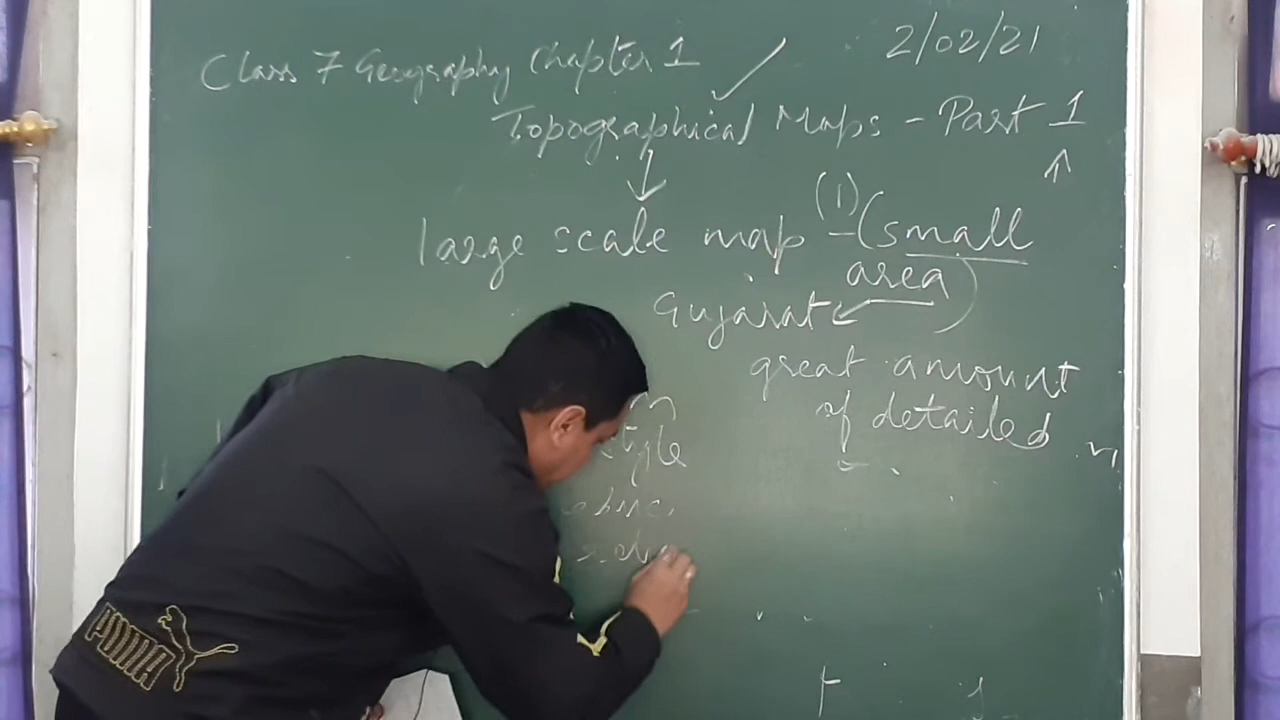 2/02/21
Class 7 Geography Chapter 1
Topographical Maps - Part 1
large scale map - (1) (small
area)
Gujarat
great amount
of detailed
style
PUMA